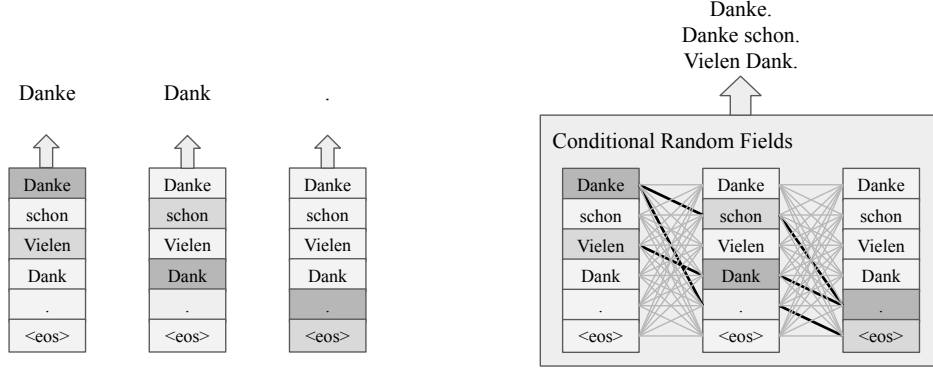 Danke Dank .
Danke
schon
Vielen
Dank
.
<eos>
Danke
schon
Vielen
Dank
.
<eos>
Danke
schon
Vielen
Dank
.
<eos>
Danke.
Danke schon.
Vielen Dank.
Conditional Random Fields
Danke
schon
Vielen
Dank
.
<eos>
Danke
schon
Vielen
Dank
.
<eos>
Danke
schon
Vielen
Dank
.
<eos>